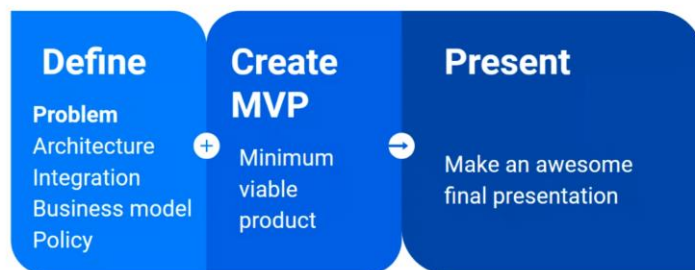 Define
Problem
Architecture
Integration
Business model
Policy
Create
MVP
Minimum
viable
product
Present
Make an awesome
final presentation